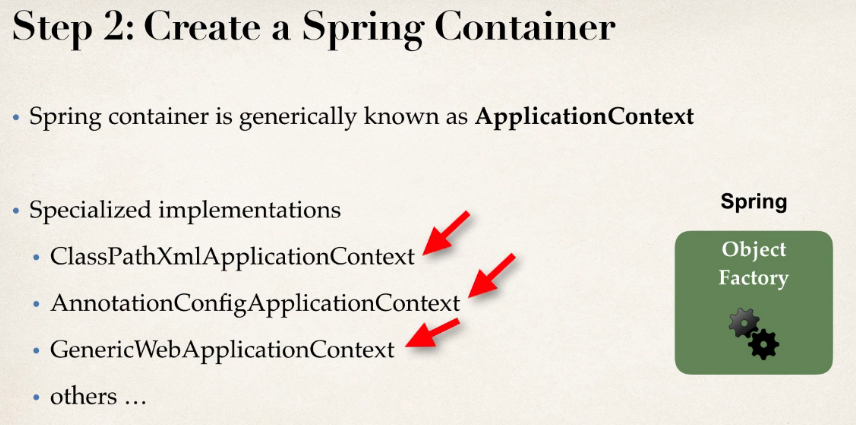 Step 2: Create a Spring Container
• Spring container is generically known as ApplicationContext
• Specialized implementations
• ClassPathXmlApplicationContext
• AnnotationConfigApplicationContext
• GenericWebApplicationContext
• others …
Spring
Object
Factory